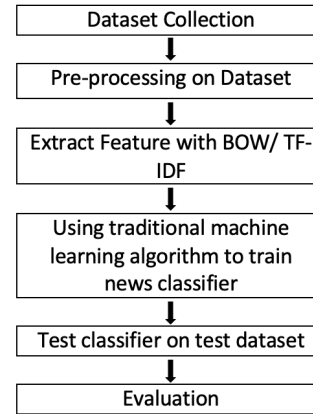 Dataset Collection
Pre-processing on Dataset
Extract Feature with BOW/ TF-
IDF
Using traditional machine
learning algorithm to train
news classifier
Test classifier on test dataset
Evaluation